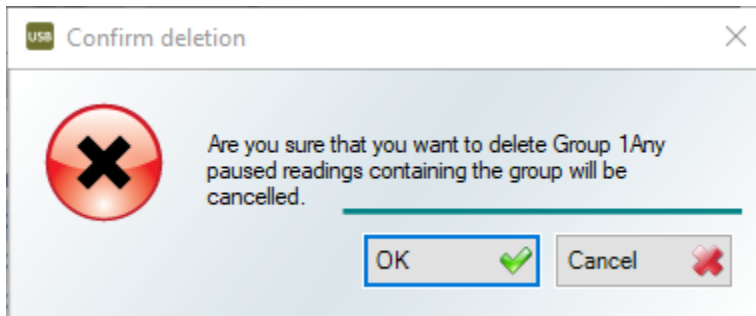 USB Confirm deletion
Are you sure that you want to delete Group 1Any
paused readings containing the group will be
cancelled.
OK
Cancel